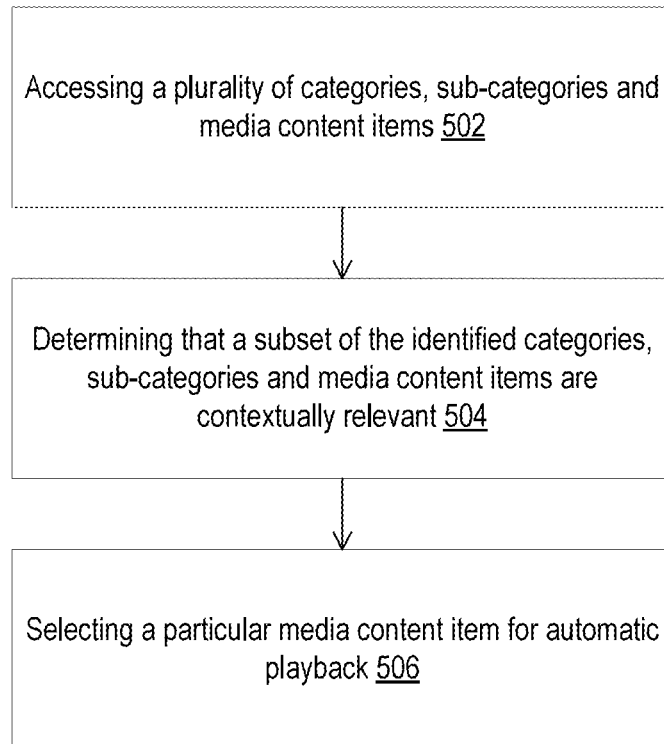 Accessing a plurality of categories, sub-categories and
media content items 502
Determining that a subset of the identified categories,
sub-categories and media content items are
contextually relevant 504
Selecting a particular media content item for automatic
playback 506